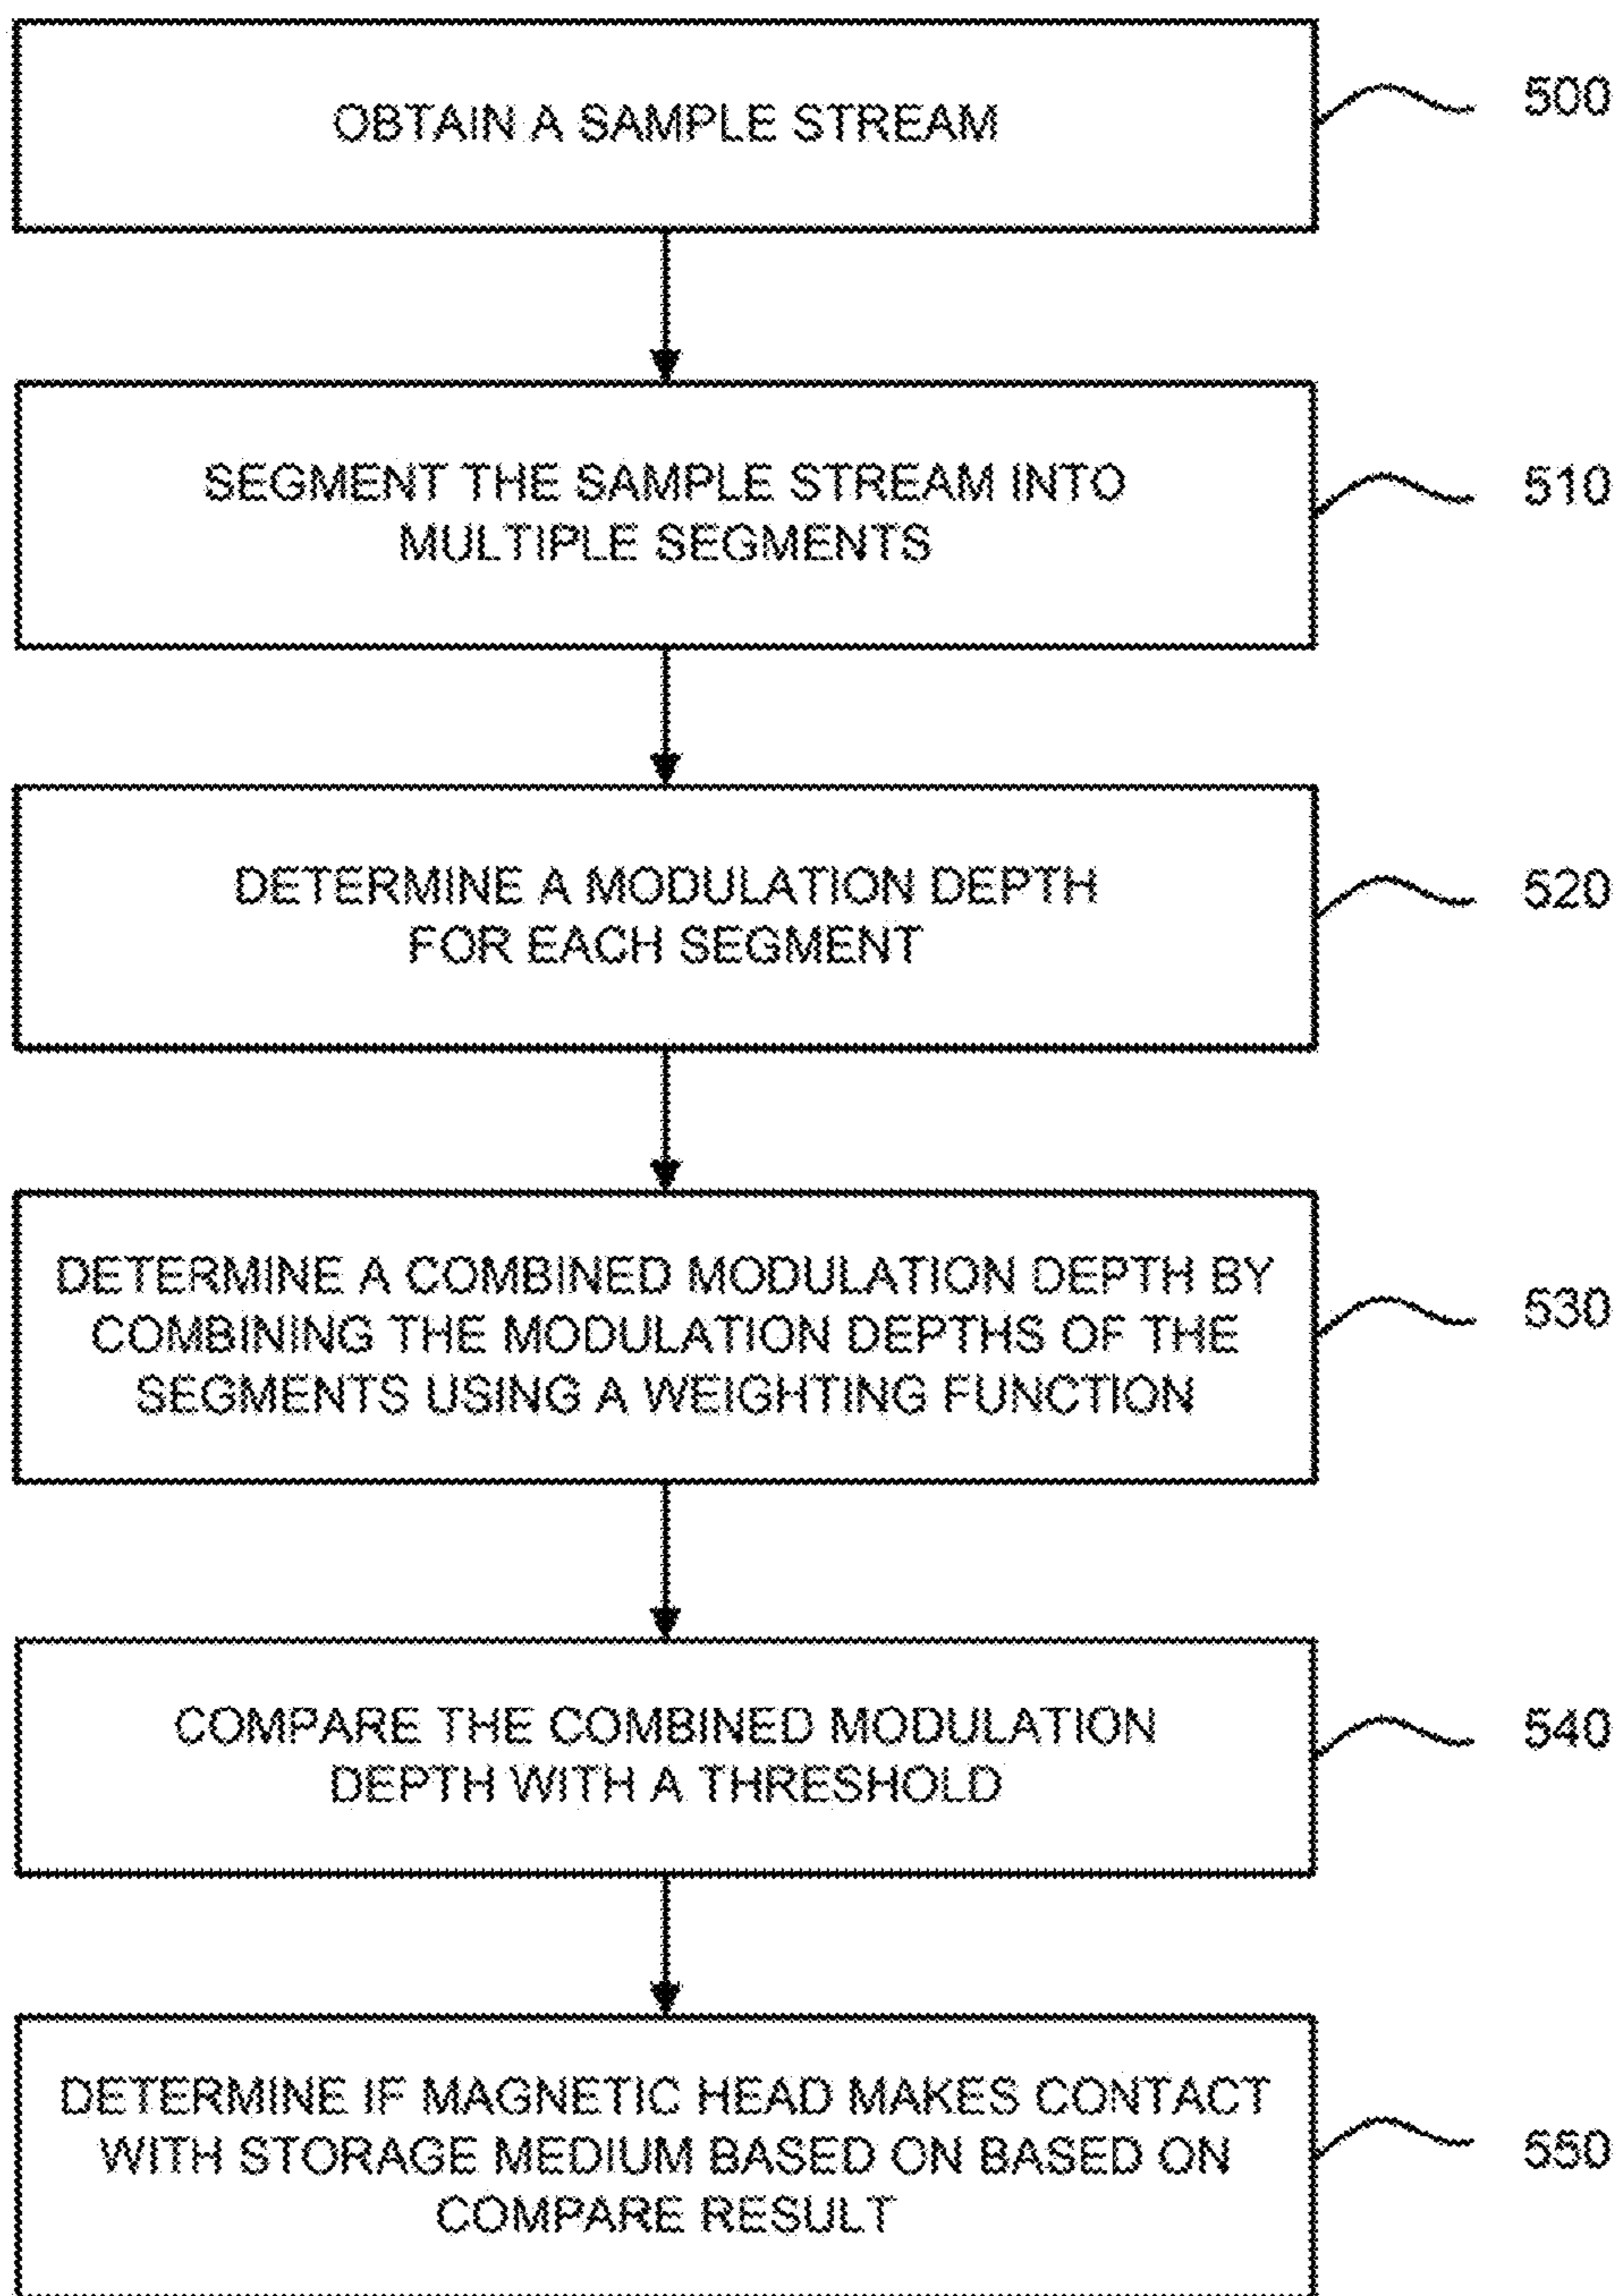 OBTAIN A SAMPLE STREAM
500
SEGMENT THE SAMPLE STREAM INTO
MULTIPLE SEGMENTS
510
DETERMINE A MODULATION DEPTH
FOR EACH SEGMENT
520
DETERMINE A COMBINED MODULATION DEPTH BY
COMBINING THE MODULATION DEPTHS OF THE
SEGMENTS USING A WEIGHTING FUNCTION
530
COMPARE THE COMBINED MODULATION
DEPTH WITH A THRESHOLD
540
DETERMINE IF MAGNETIC HEAD MAKES CONTACT
WITH STORAGE MEDIUM BASED ON BASED ON
COMPARE RESULT
550